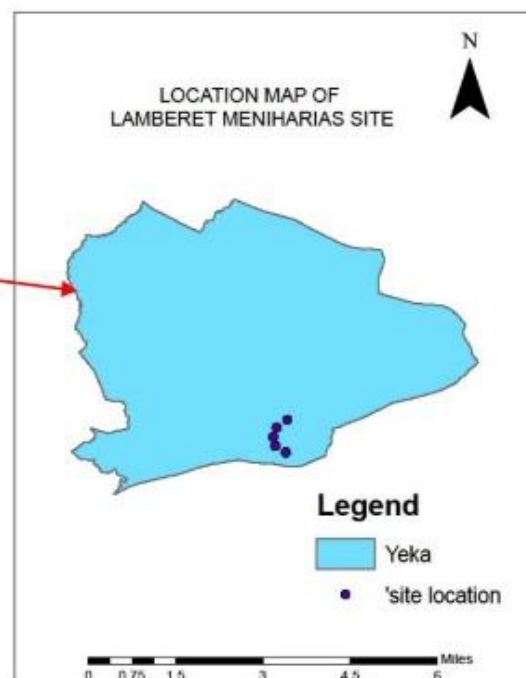 N
LOCATION MAP OF
LAMBERET MENIHARIAS SITE
Legend
Yeka
'site location
Miles
0 0.75 1.5 3 4.5 6